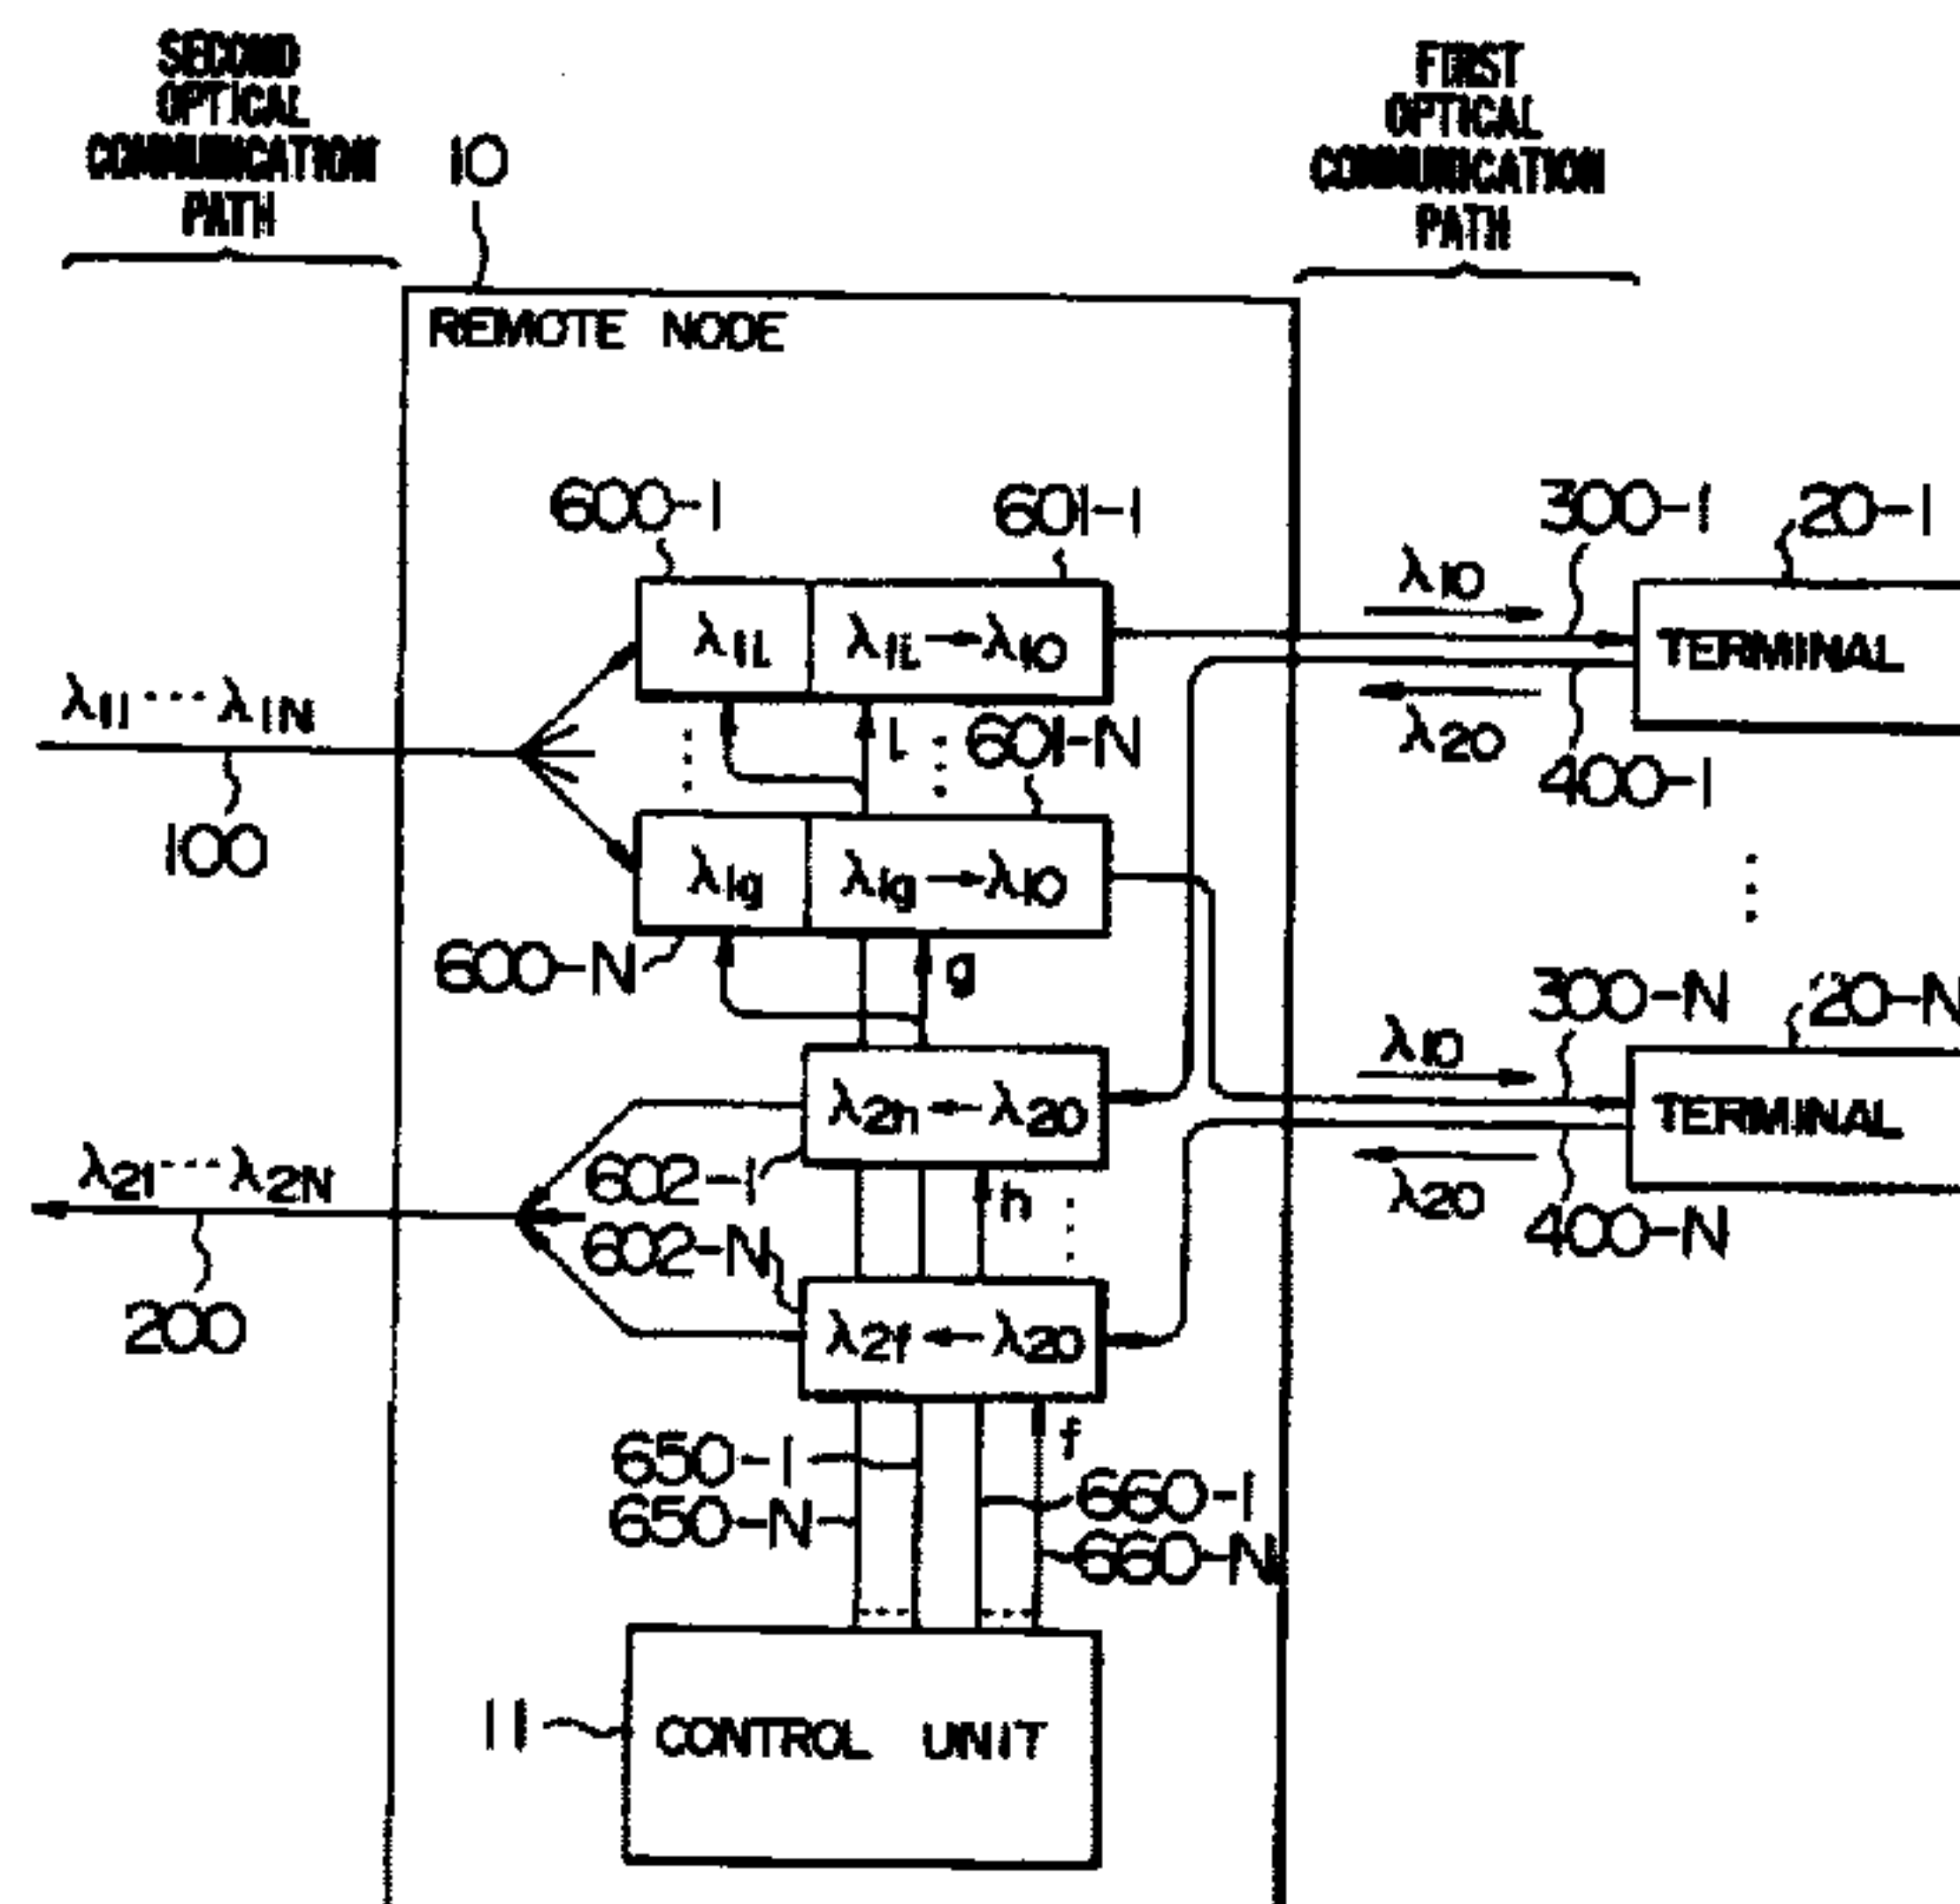 SECOND
OPTICAL
COMMUNICATION
PATH
FIRST
OPTICAL
COMMUNICATION
PATH
10
REMOTE NODE
600-1
601-1
300-1
20-1
λ10
λ1L
λ1L→λ10
TERMINAL
λ11···λ1N
L
601-N
λ20
400-1
100
λ1g
λ1g→λ10
600-N
g
300-N
20-N
λ10
λ2h←λ20
TERMINAL
λ21···λ2N
602-1
h
λ20
400-N
602-N
200
λ2f←λ20
f
650-1
660-1
650-N
660-N
11
CONTROL UNIT